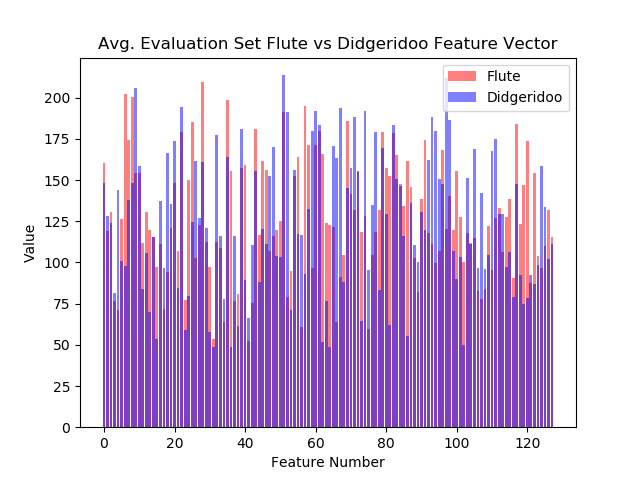 Avg. Evaluation Set Flute vs Didgeridoo Feature Vector
Flute
Didgeridoo
200
175
150
125
100
75
50
25
0
Value
0 20 40 60 80 100 120
Feature Number